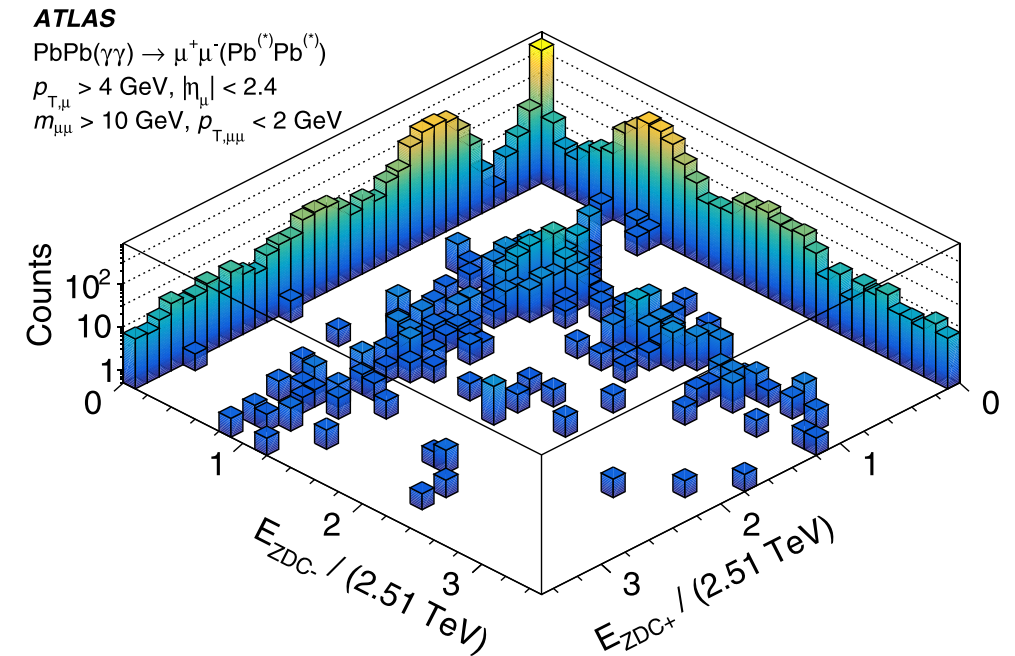 ATLAS
PbPb(γγ) → μ⁺μ⁻(Pb⁽*⁾Pb⁽*⁾)
p_T,μ > 4 GeV, |η_μ| < 2.4
m_μμ > 10 GeV, p_T,μμ < 2 GeV
Counts
10²
10
1
0
1
2
3
E_ZDC- / (2.51 TeV)
0
1
2
3
E_ZDC+ / (2.51 TeV)